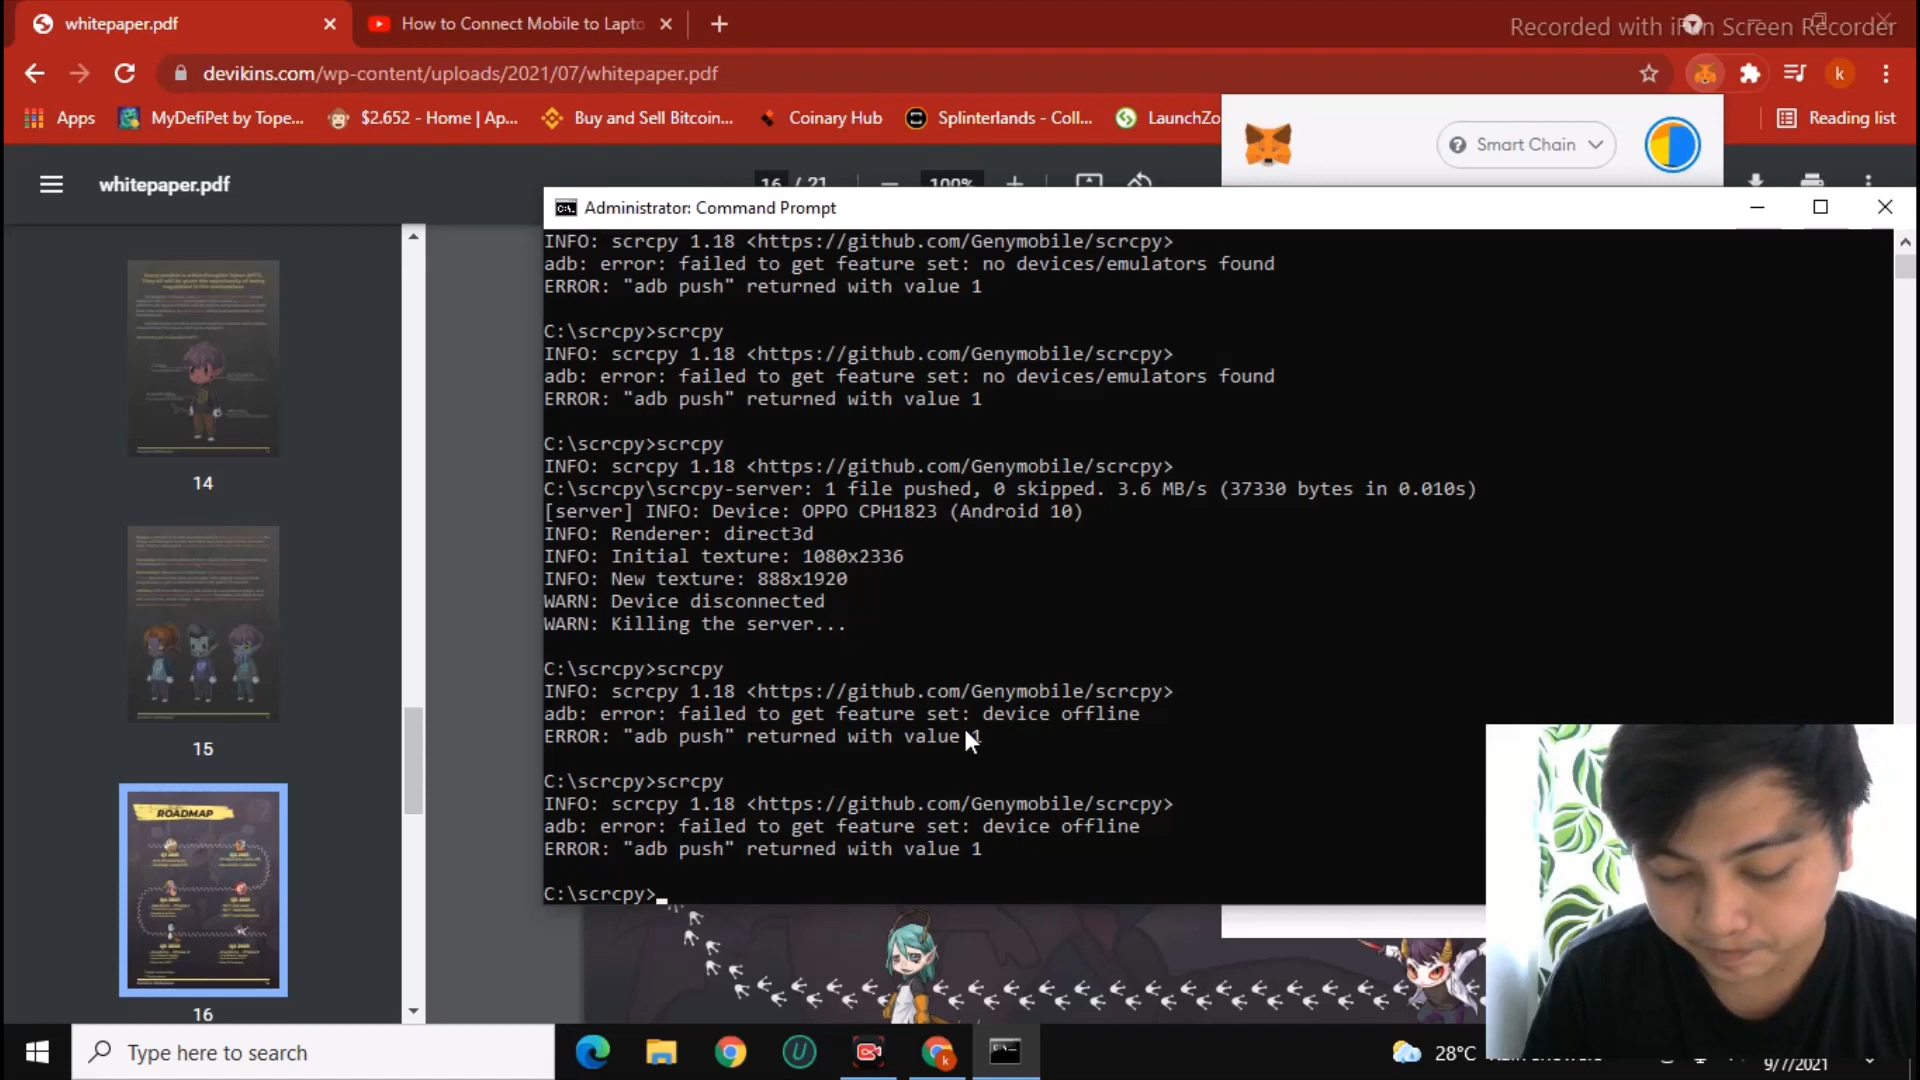 whitepaper.pdf
How to Connect Mobile to Lapto
Recorded with iFun Screen Recorder
devikins.com/wp-content/uploads/2021/07/whitepaper.pdf
k
Apps
MyDefiPet by Tope...
$2.652 - Home | Ap...
Buy and Sell Bitcoin...
Coinary Hub
Splinterlands - Coll...
LaunchZo
Reading list
Smart Chain
whitepaper.pdf
16 / 21
100%
Administrator: Command Prompt
INFO: scrcpy 1.18 <https://github.com/Genymobile/scrcpy>
adb: error: failed to get feature set: no devices/emulators found
ERROR: "adb push" returned with value 1
C:\scrcpy>scrcpy
INFO: scrcpy 1.18 <https://github.com/Genymobile/scrcpy>
adb: error: failed to get feature set: no devices/emulators found
ERROR: "adb push" returned with value 1
C:\scrcpy>scrcpy
INFO: scrcpy 1.18 <https://github.com/Genymobile/scrcpy>
C:\scrcpy\scrcpy-server: 1 file pushed, 0 skipped. 3.6 MB/s (37330 bytes in 0.010s)
[server] INFO: Device: OPPO CPH1823 (Android 10)
INFO: Renderer: direct3d
INFO: Initial texture: 1080x2336
INFO: New texture: 888x1920
WARN: Device disconnected
WARN: Killing the server...
C:\scrcpy>scrcpy
INFO: scrcpy 1.18 <https://github.com/Genymobile/scrcpy>
adb: error: failed to get feature set: device offline
ERROR: "adb push" returned with value 1
C:\scrcpy>scrcpy
INFO: scrcpy 1.18 <https://github.com/Genymobile/scrcpy>
adb: error: failed to get feature set: device offline
ERROR: "adb push" returned with value 1
C:\scrcpy>
14
15
ROADMAP
16
Type here to search
28°C
9/7/2021